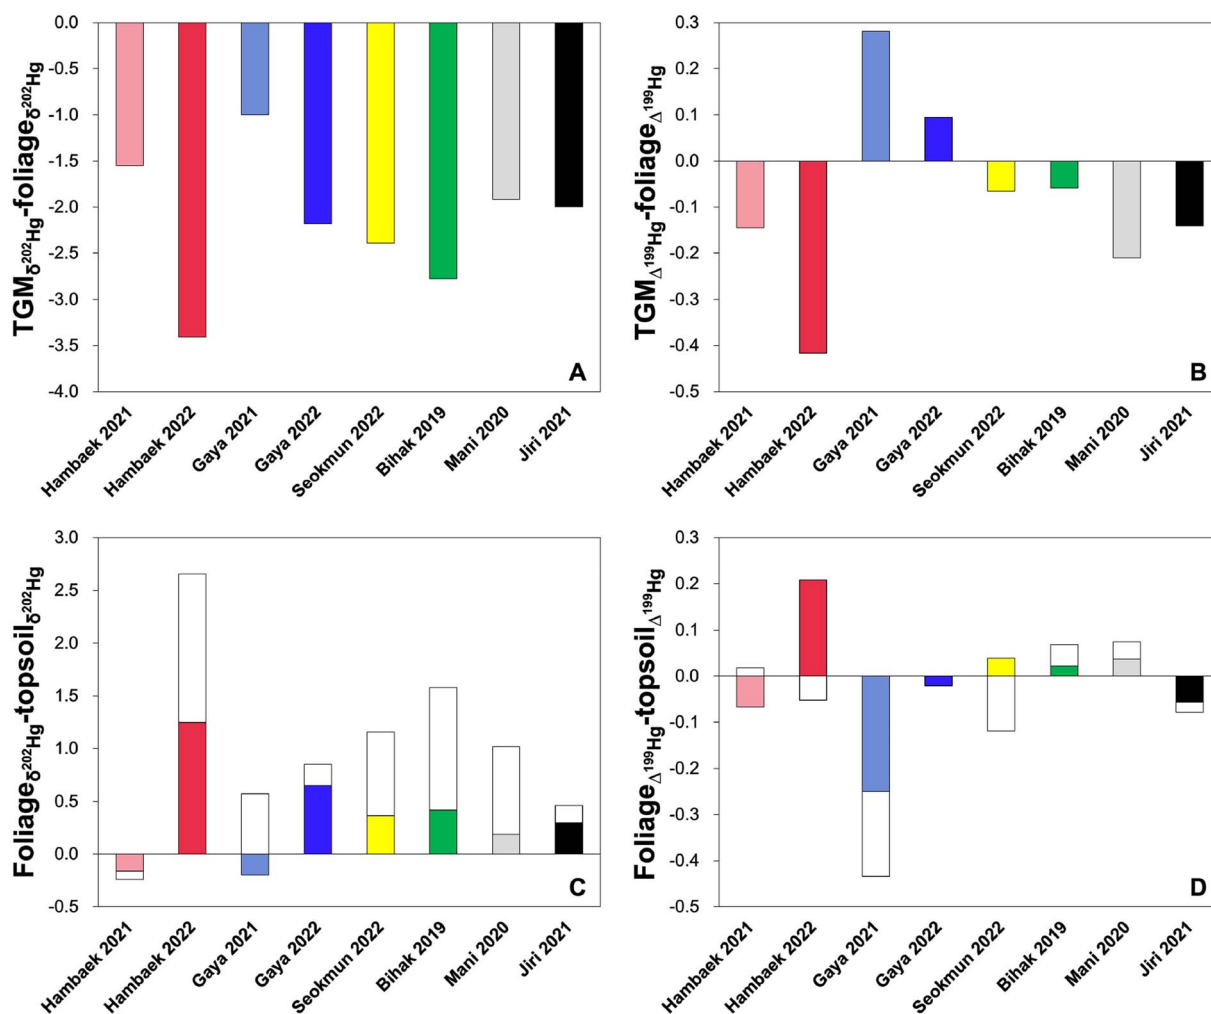 TGMδ²⁰²Hg-foliageδ²⁰²Hg
0.0
-0.5
-1.0
-1.5
-2.0
-2.5
-3.0
-3.5
-4.0
A
Hambaek 2021
Hambaek 2022
Gaya 2021
Gaya 2022
Seokmun 2022
Bihak 2019
Mani 2020
Jiri 2021
TGMΔ¹⁹⁹Hg-foliageΔ¹⁹⁹Hg
0.3
0.2
0.1
0.0
-0.1
-0.2
-0.3
-0.4
-0.5
B
Hambaek 2021
Hambaek 2022
Gaya 2021
Gaya 2022
Seokmun 2022
Bihak 2019
Mani 2020
Jiri 2021
Foliageδ²⁰²Hg-topsoilδ²⁰²Hg
3.0
2.5
2.0
1.5
1.0
0.5
0.0
-0.5
C
Hambaek 2021
Hambaek 2022
Gaya 2021
Gaya 2022
Seokmun 2022
Bihak 2019
Mani 2020
Jiri 2021
FoliageΔ¹⁹⁹Hg-topsoilΔ¹⁹⁹Hg
0.3
0.2
0.1
0.0
-0.1
-0.2
-0.3
-0.4
-0.5
D
Hambaek 2021
Hambaek 2022
Gaya 2021
Gaya 2022
Seokmun 2022
Bihak 2019
Mani 2020
Jiri 2021